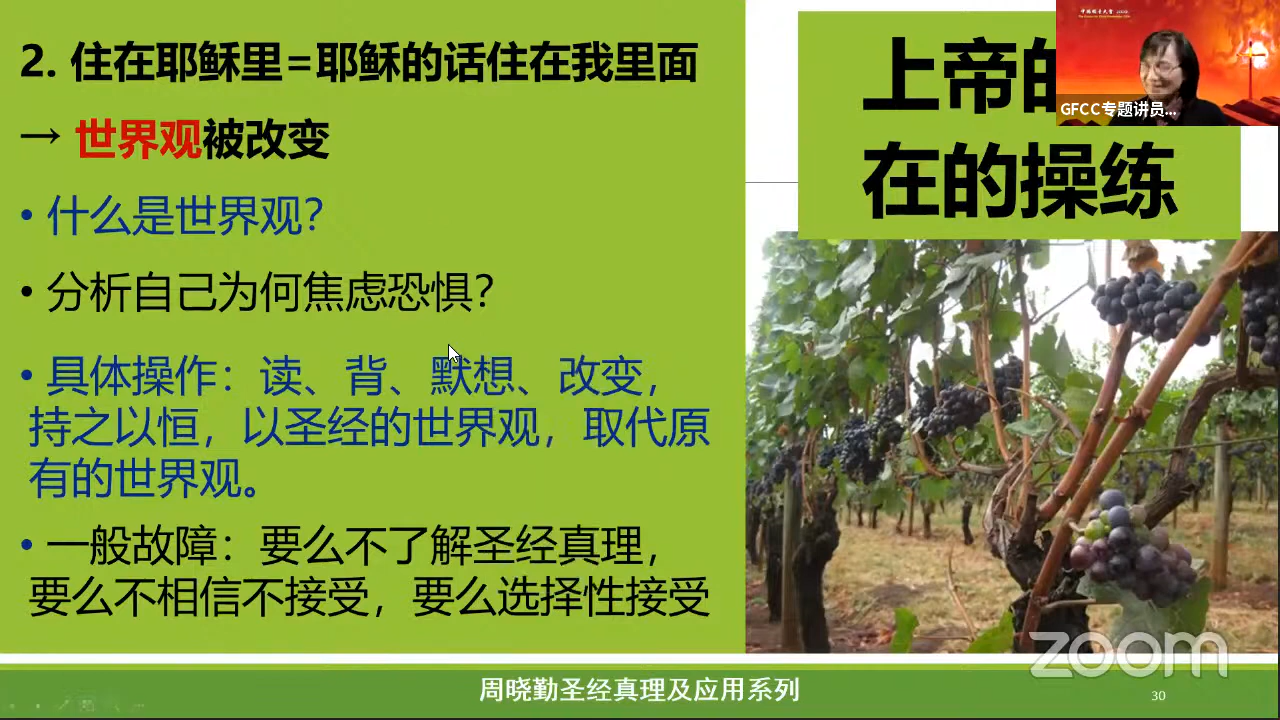 2. 住在耶稣里=耶稣的话住在我里面
→ 世界观被改变
• 什么是世界观？
• 分析自己为何焦虑恐惧？
• 具体操作：读、背、默想、改变，
持之以恒，以圣经的世界观，取代原
有的世界观。
• 一般故障：要么不了解圣经真理，
要么不相信不接受，要么选择性接受
上帝的
在的操练
GFCC专题讲员...
zoom
周晓勤圣经真理及应用系列
30